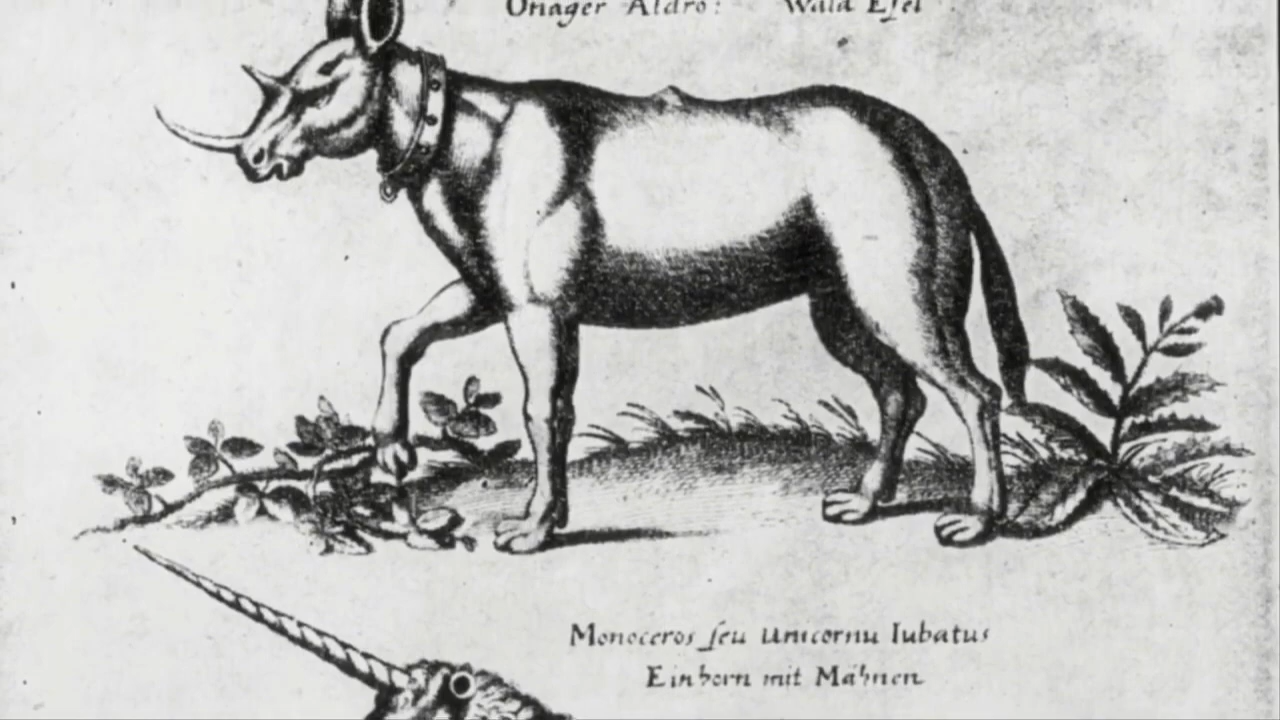 Onager Aldro: Wald Esel
Monoceros seu Unicornu Iubatus
Einhorn mit Mähnen